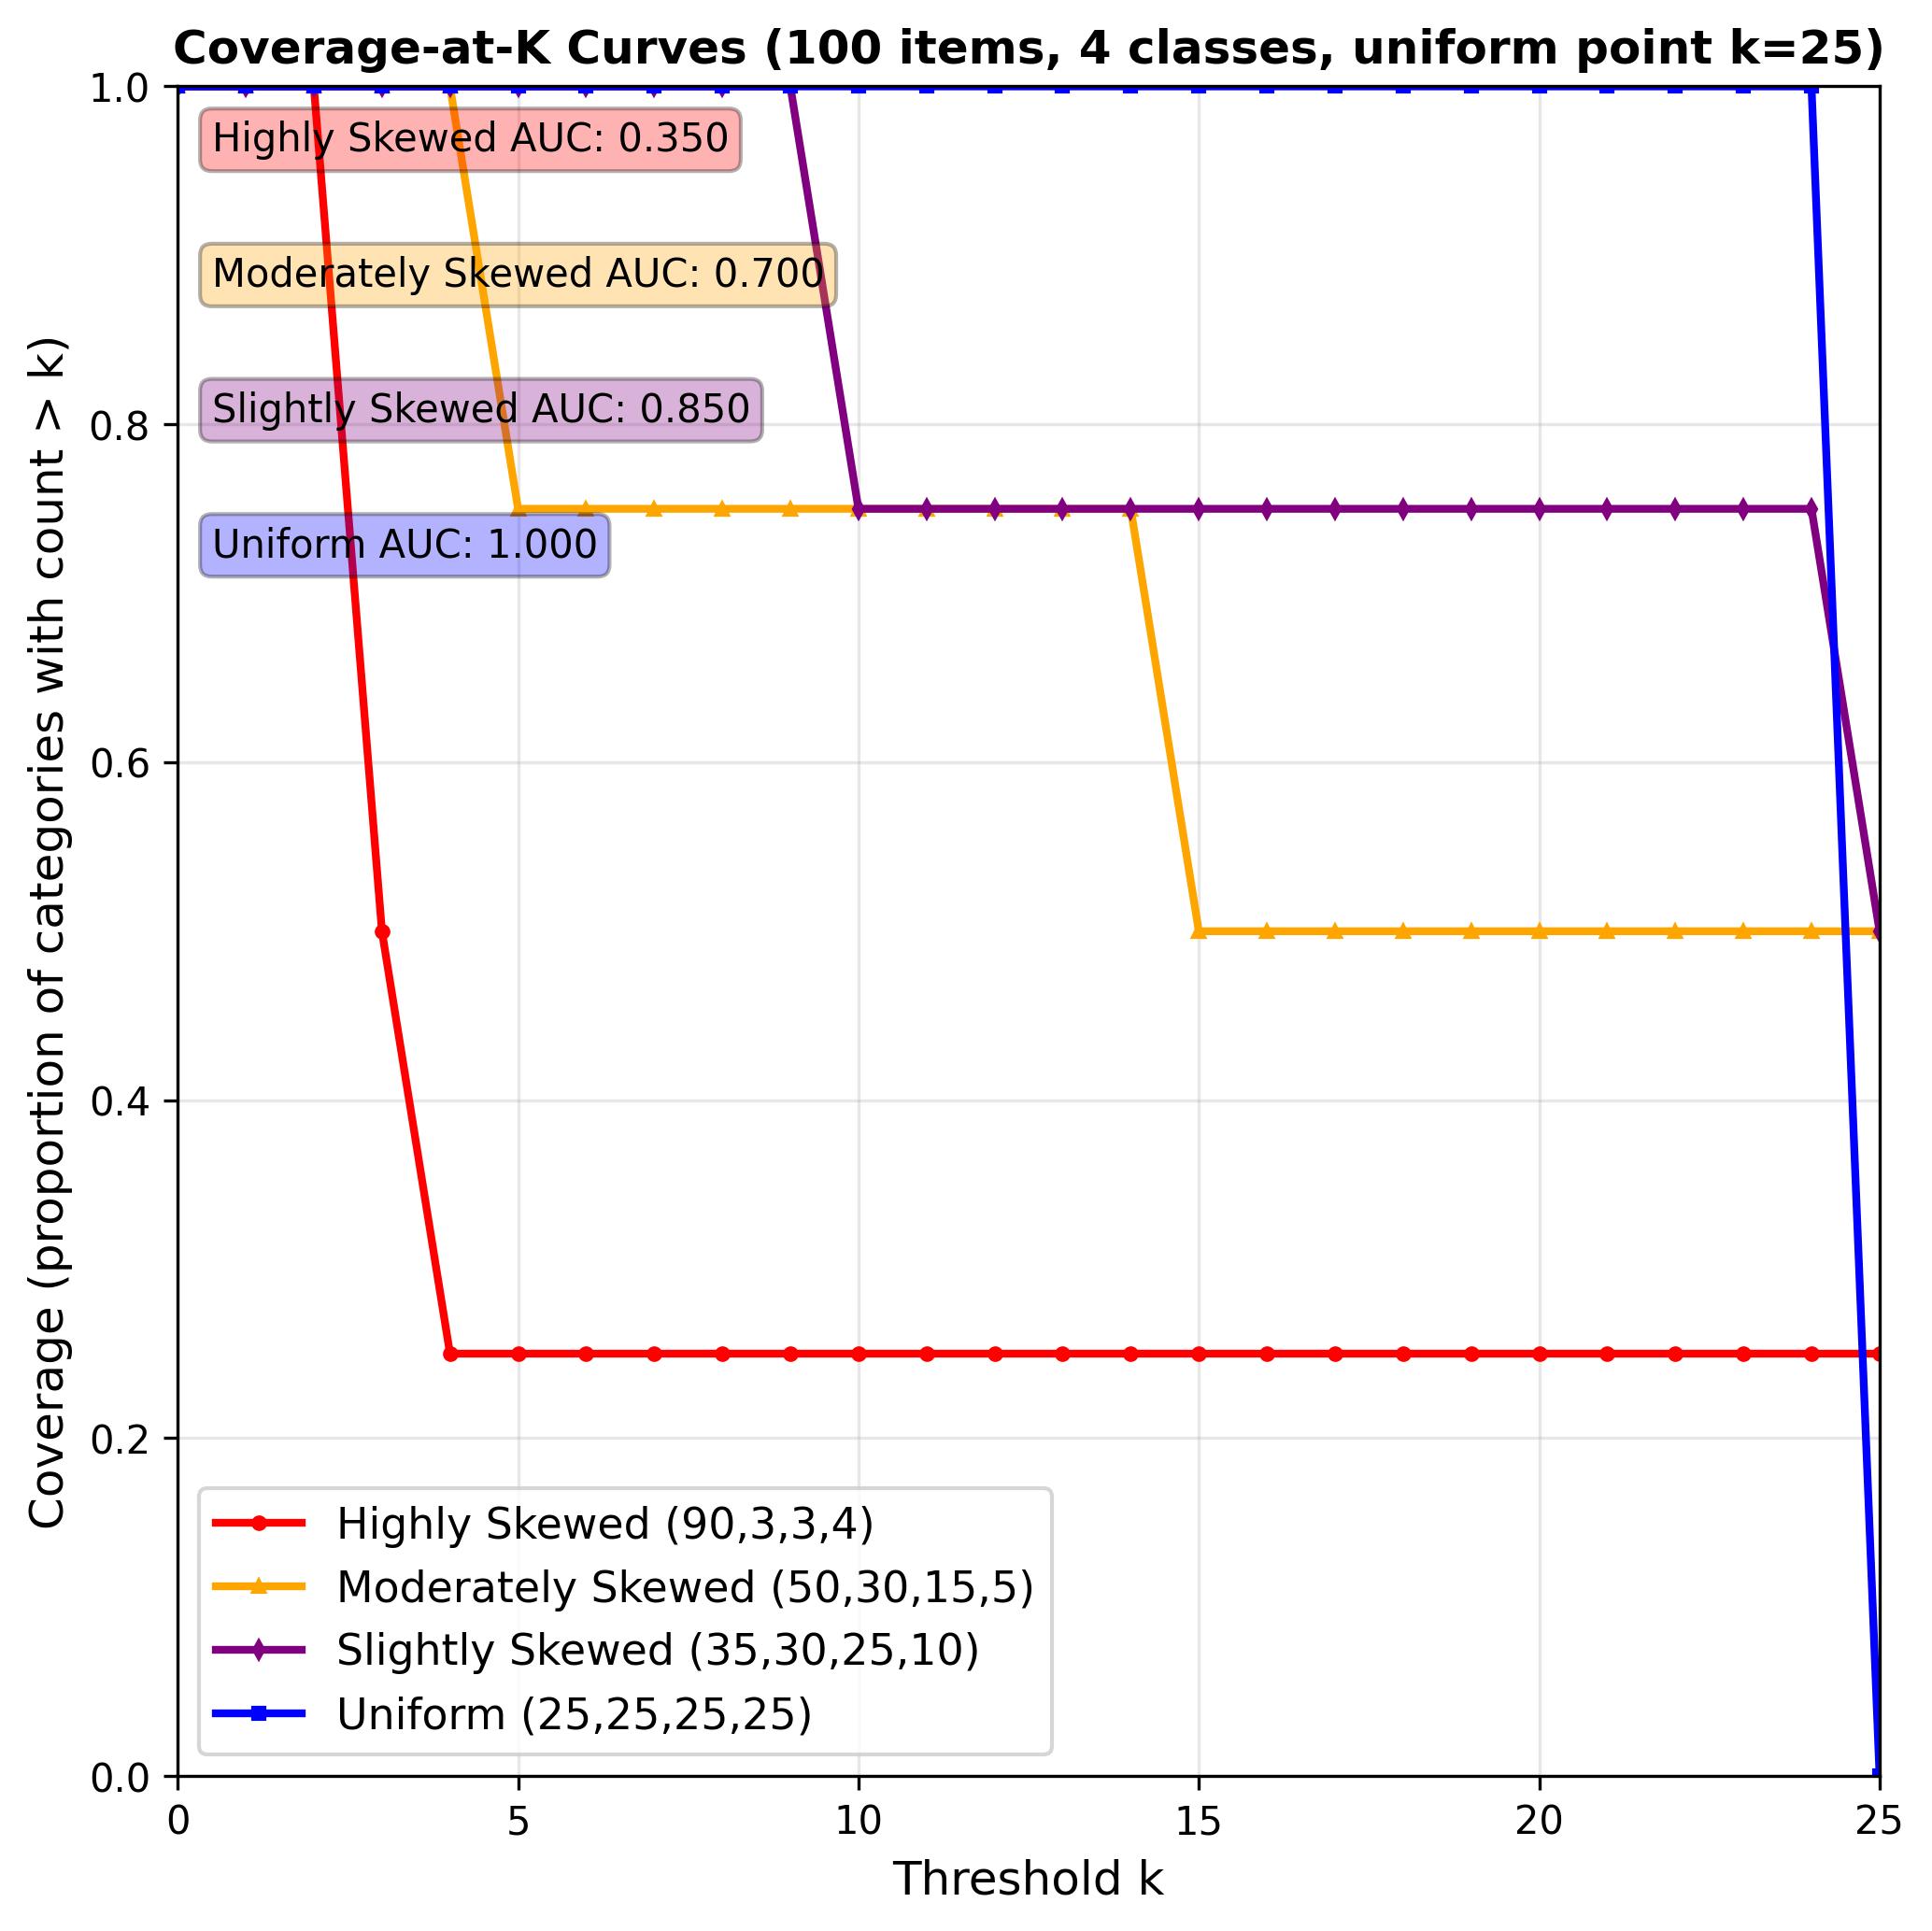 Coverage-at-K Curves (100 items, 4 classes, uniform point k=25)
Coverage (proportion of categories with count > k)
1.0
0.8
0.6
0.4
0.2
0.0
Highly Skewed AUC: 0.350
Moderately Skewed AUC: 0.700
Slightly Skewed AUC: 0.850
Uniform AUC: 1.000
Highly Skewed (90,3,3,4)
Moderately Skewed (50,30,15,5)
Slightly Skewed (35,30,25,10)
Uniform (25,25,25,25)
0 5 10 15 20 25
Threshold k